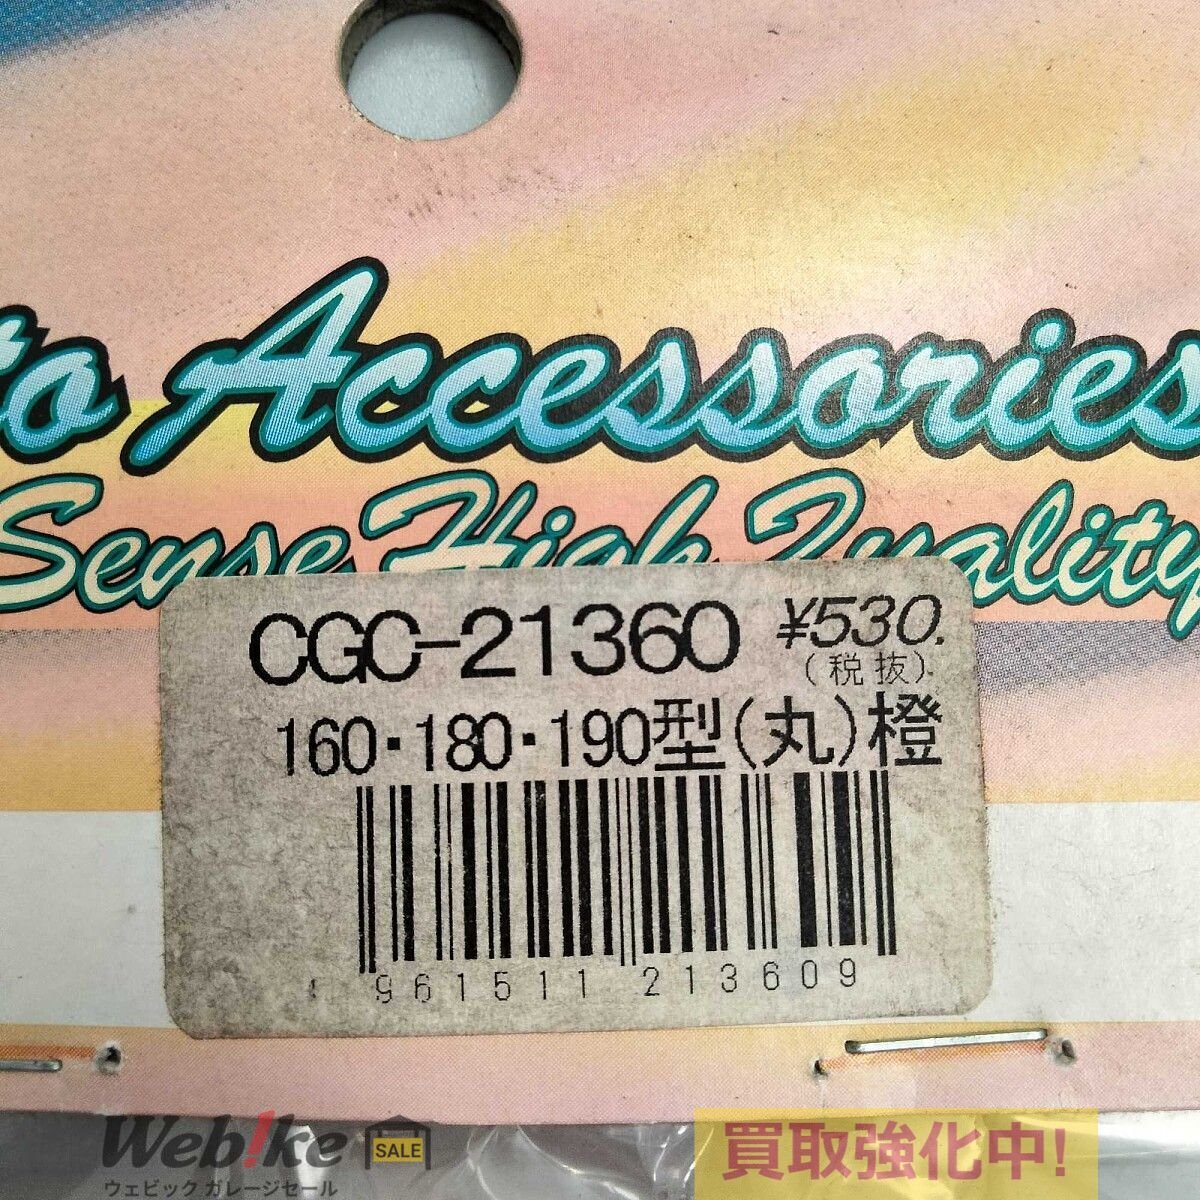 to Accessories
Sense High Quality
CGC-21360 ¥530.
(税抜)
160・180・190型(丸)橙
961511 213609
Web!ke SALE
ウェビック ガレージセール
買取強化中!